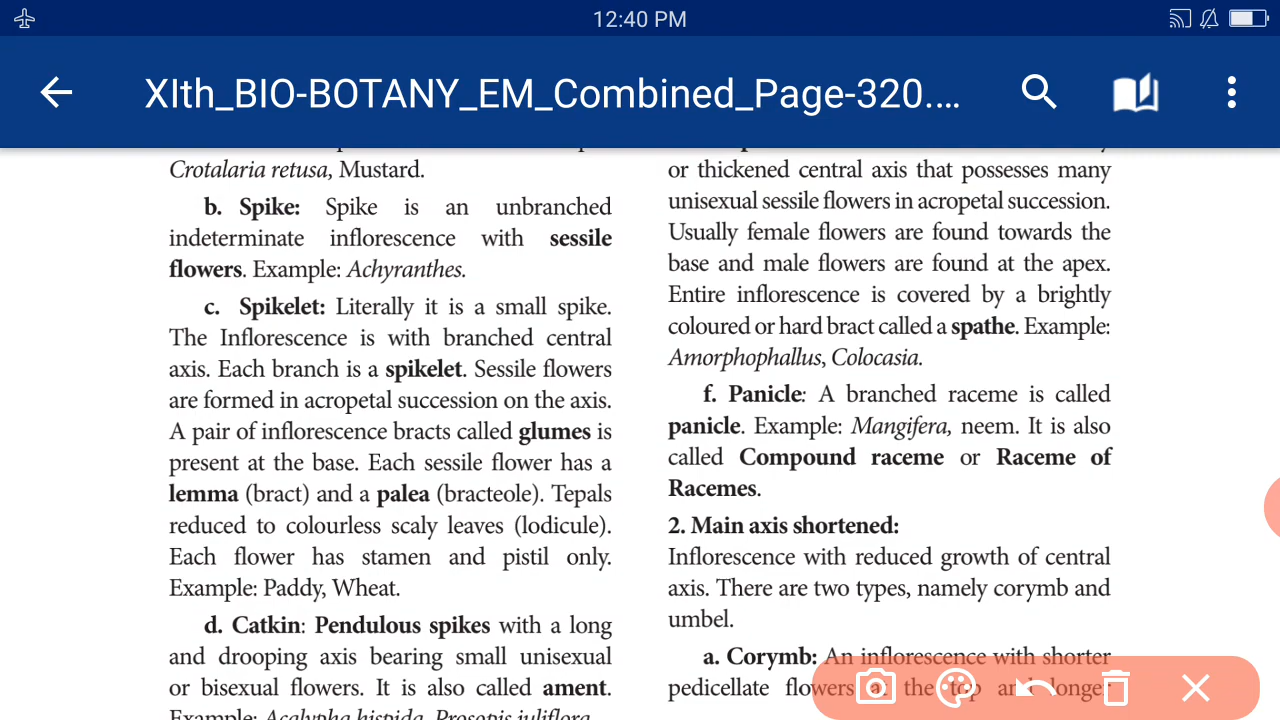 12:40 PM
XIth_BIO-BOTANY_EM_Combined_Page-320....
Crotalaria retusa, Mustard.
b. Spike: Spike is an unbranched
indeterminate inflorescence with sessile
flowers. Example: Achyranthes.
c. Spikelet: Literally it is a small spike.
The Inflorescence is with branched central
axis. Each branch is a spikelet. Sessile flowers
are formed in acropetal succession on the axis.
A pair of inflorescence bracts called glumes is
present at the base. Each sessile flower has a
lemma (bract) and a palea (bracteole). Tepals
reduced to colourless scaly leaves (lodicule).
Each flower has stamen and pistil only.
Example: Paddy, Wheat.
d. Catkin: Pendulous spikes with a long
and drooping axis bearing small unisexual
or bisexual flowers. It is also called ament.
Example: Acalypha hispida, Prosopis juliflora
or thickened central axis that possesses many
unisexual sessile flowers in acropetal succession.
Usually female flowers are found towards the
base and male flowers are found at the apex.
Entire inflorescence is covered by a brightly
coloured or hard bract called a spathe. Example:
Amorphophallus, Colocasia.
f. Panicle: A branched raceme is called
panicle. Example: Mangifera, neem. It is also
called Compound raceme or Raceme of
Racemes.
2. Main axis shortened:
Inflorescence with reduced growth of central
axis. There are two types, namely corymb and
umbel.
a. Corymb: An inflorescence with shorter
pedicellate flowers at the top and longer